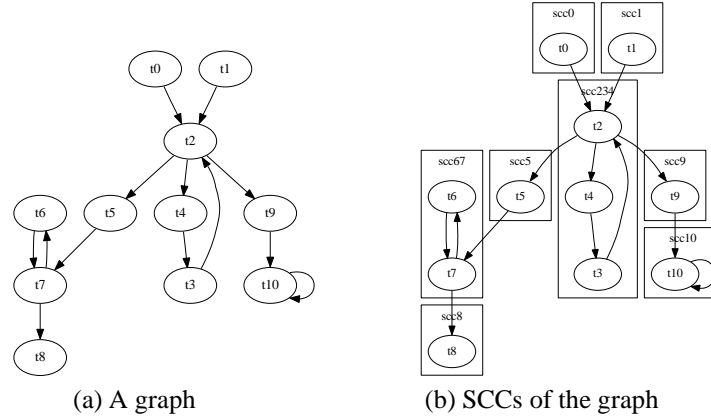 t0 t1
t2
t6 t5 t4 t9
t7 t3 t10
t8
(a) A graph
scc0 scc1
t0 t1
scc234
t2
scc67 scc5 scc9
t6 t5 t4 t9
scc10
t7 t3 t10
scc8
t8
(b) SCCs of the graph